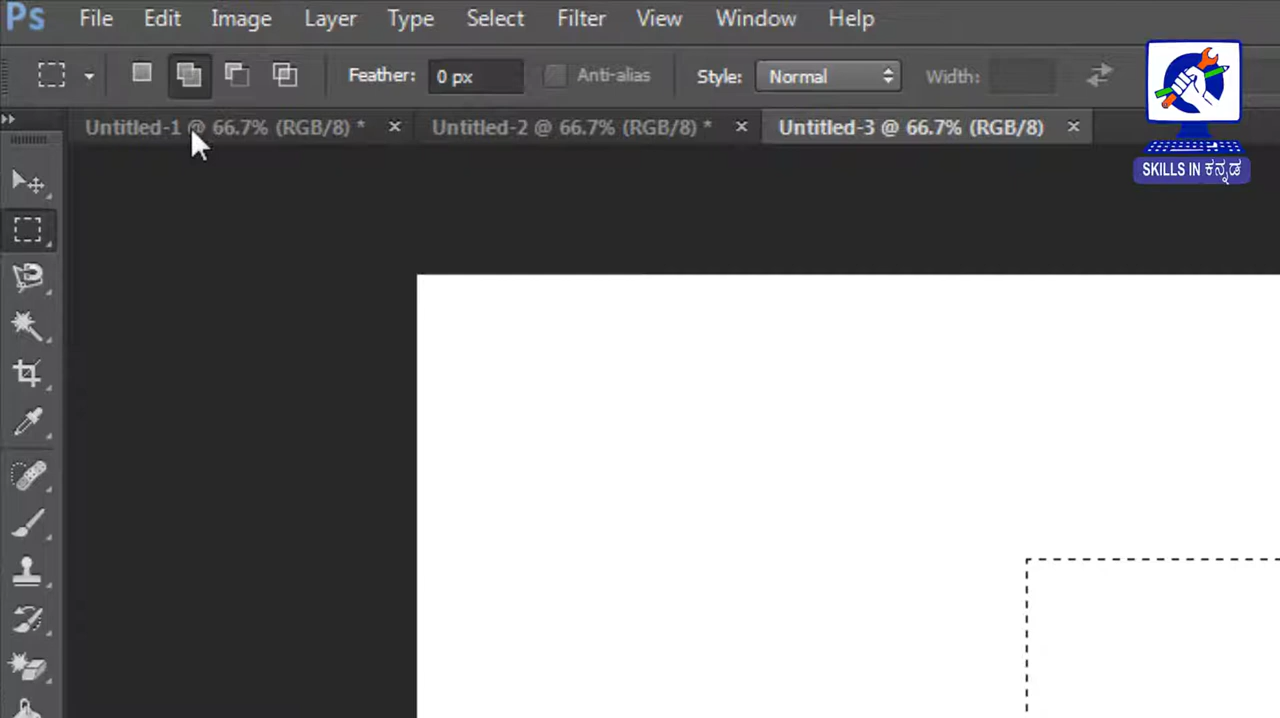 Ps File Edit Image Layer Type Select Filter View Window Help
Feather: 0 px Anti-alias Style: Normal Width:
Untitled-1 @ 66.7% (RGB/8) * × Untitled-2 @ 66.7% (RGB/8) * × Untitled-3 @ 66.7% (RGB/8) ×
SKILLS IN ಕನ್ನಡ